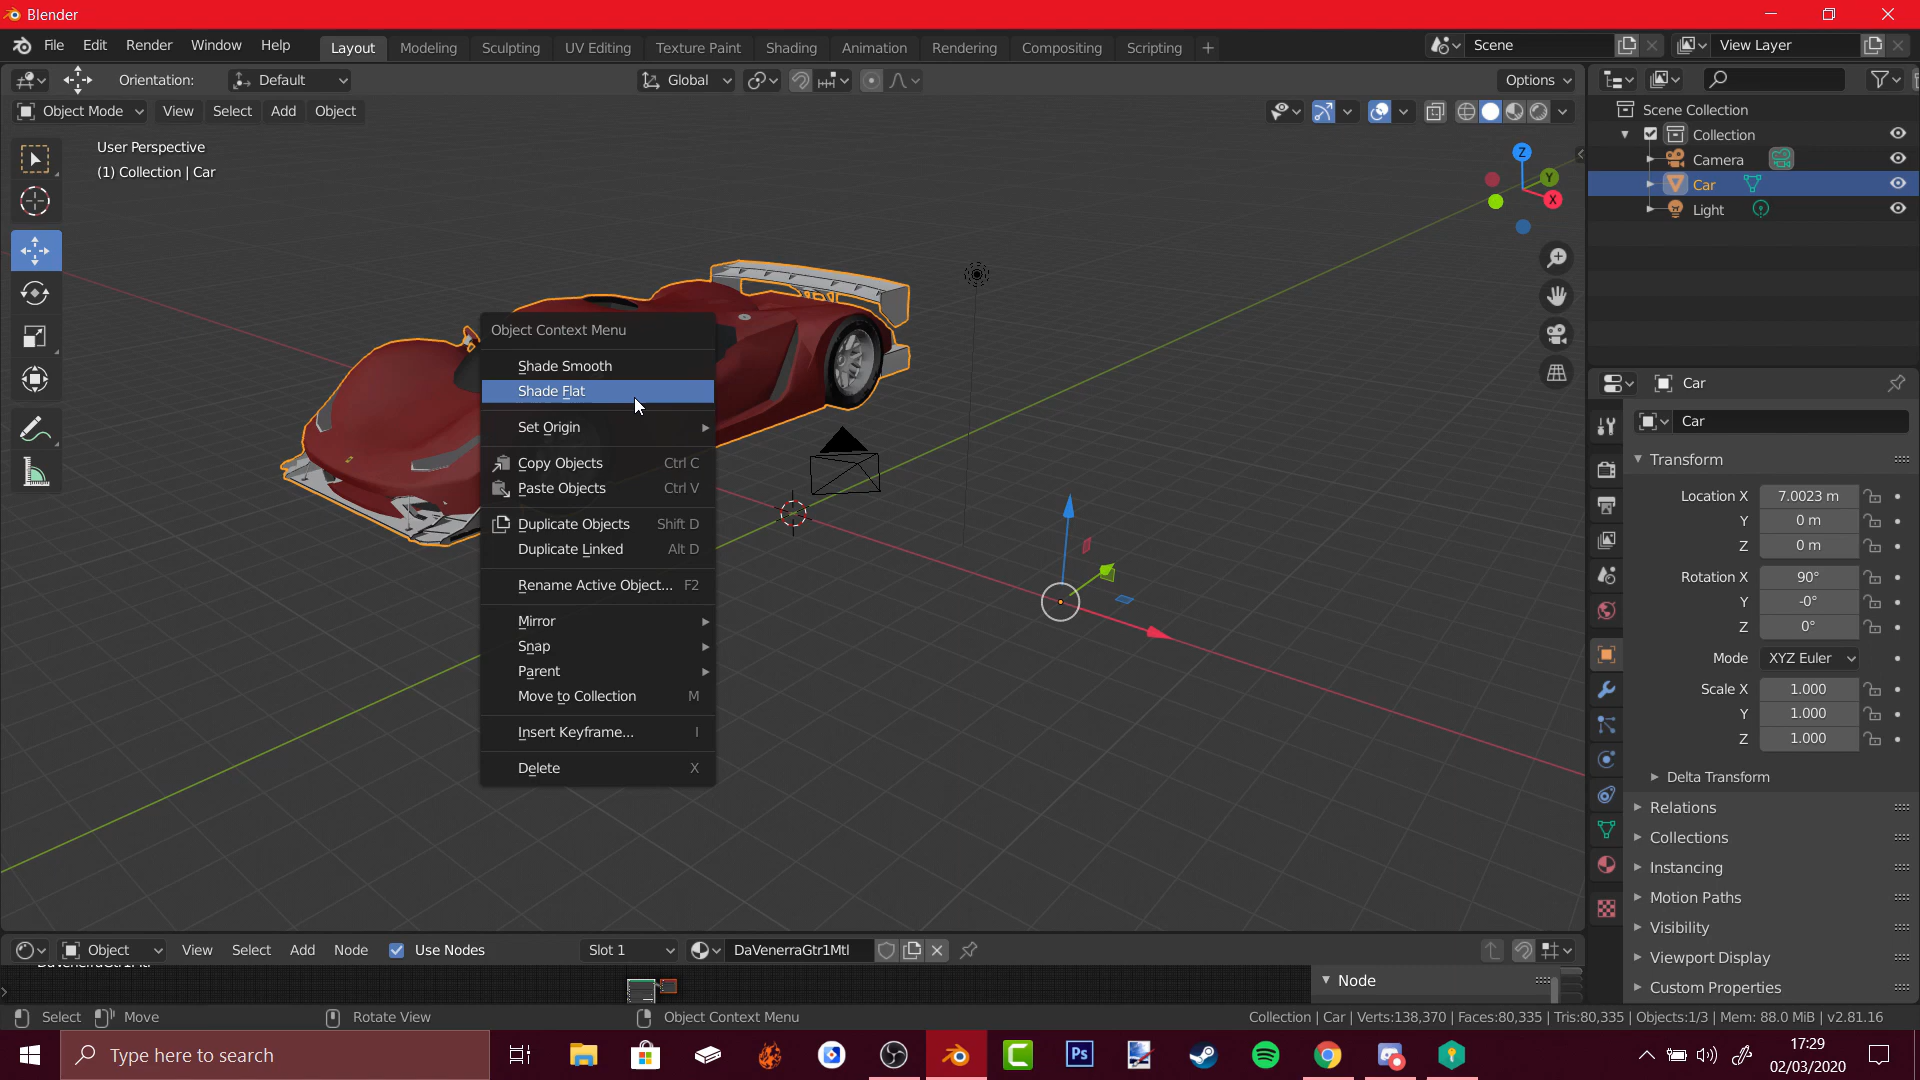 Blender
File Edit Render Window Help
Layout Modeling Sculpting UV Editing Texture Paint Shading Animation Rendering Compositing Scripting +
Scene
View Layer
Orientation: Default
Global
Options
Object Mode View Select Add Object
User Perspective
(1) Collection | Car
Z
Y
X
Scene Collection
Collection
Camera
Car
Light
Object Context Menu
Shade Smooth
Shade Flat
Set Origin
Copy Objects Ctrl C
Paste Objects Ctrl V
Duplicate Objects Shift D
Duplicate Linked Alt D
Rename Active Object... F2
Mirror
Snap
Parent
Move to Collection M
Insert Keyframe... I
Delete X
Car
Car
Transform
Location X 7.0023 m
Y 0 m
Z 0 m
Rotation X 90°
Y -0°
Z 0°
Mode XYZ Euler
Scale X 1.000
Y 1.000
Z 1.000
Delta Transform
Relations
Collections
Instancing
Motion Paths
Visibility
Viewport Display
Custom Properties
Object View Select Add Node Use Nodes Slot 1 DaVenerraGtr1Mtl
Node
Select Move Rotate View Object Context Menu
Collection | Car | Verts:138,370 | Faces:80,335 | Tris:80,335 | Objects:1/3 | Mem: 88.0 MiB | v2.81.16
Type here to search
Ps
17:29
02/03/2020